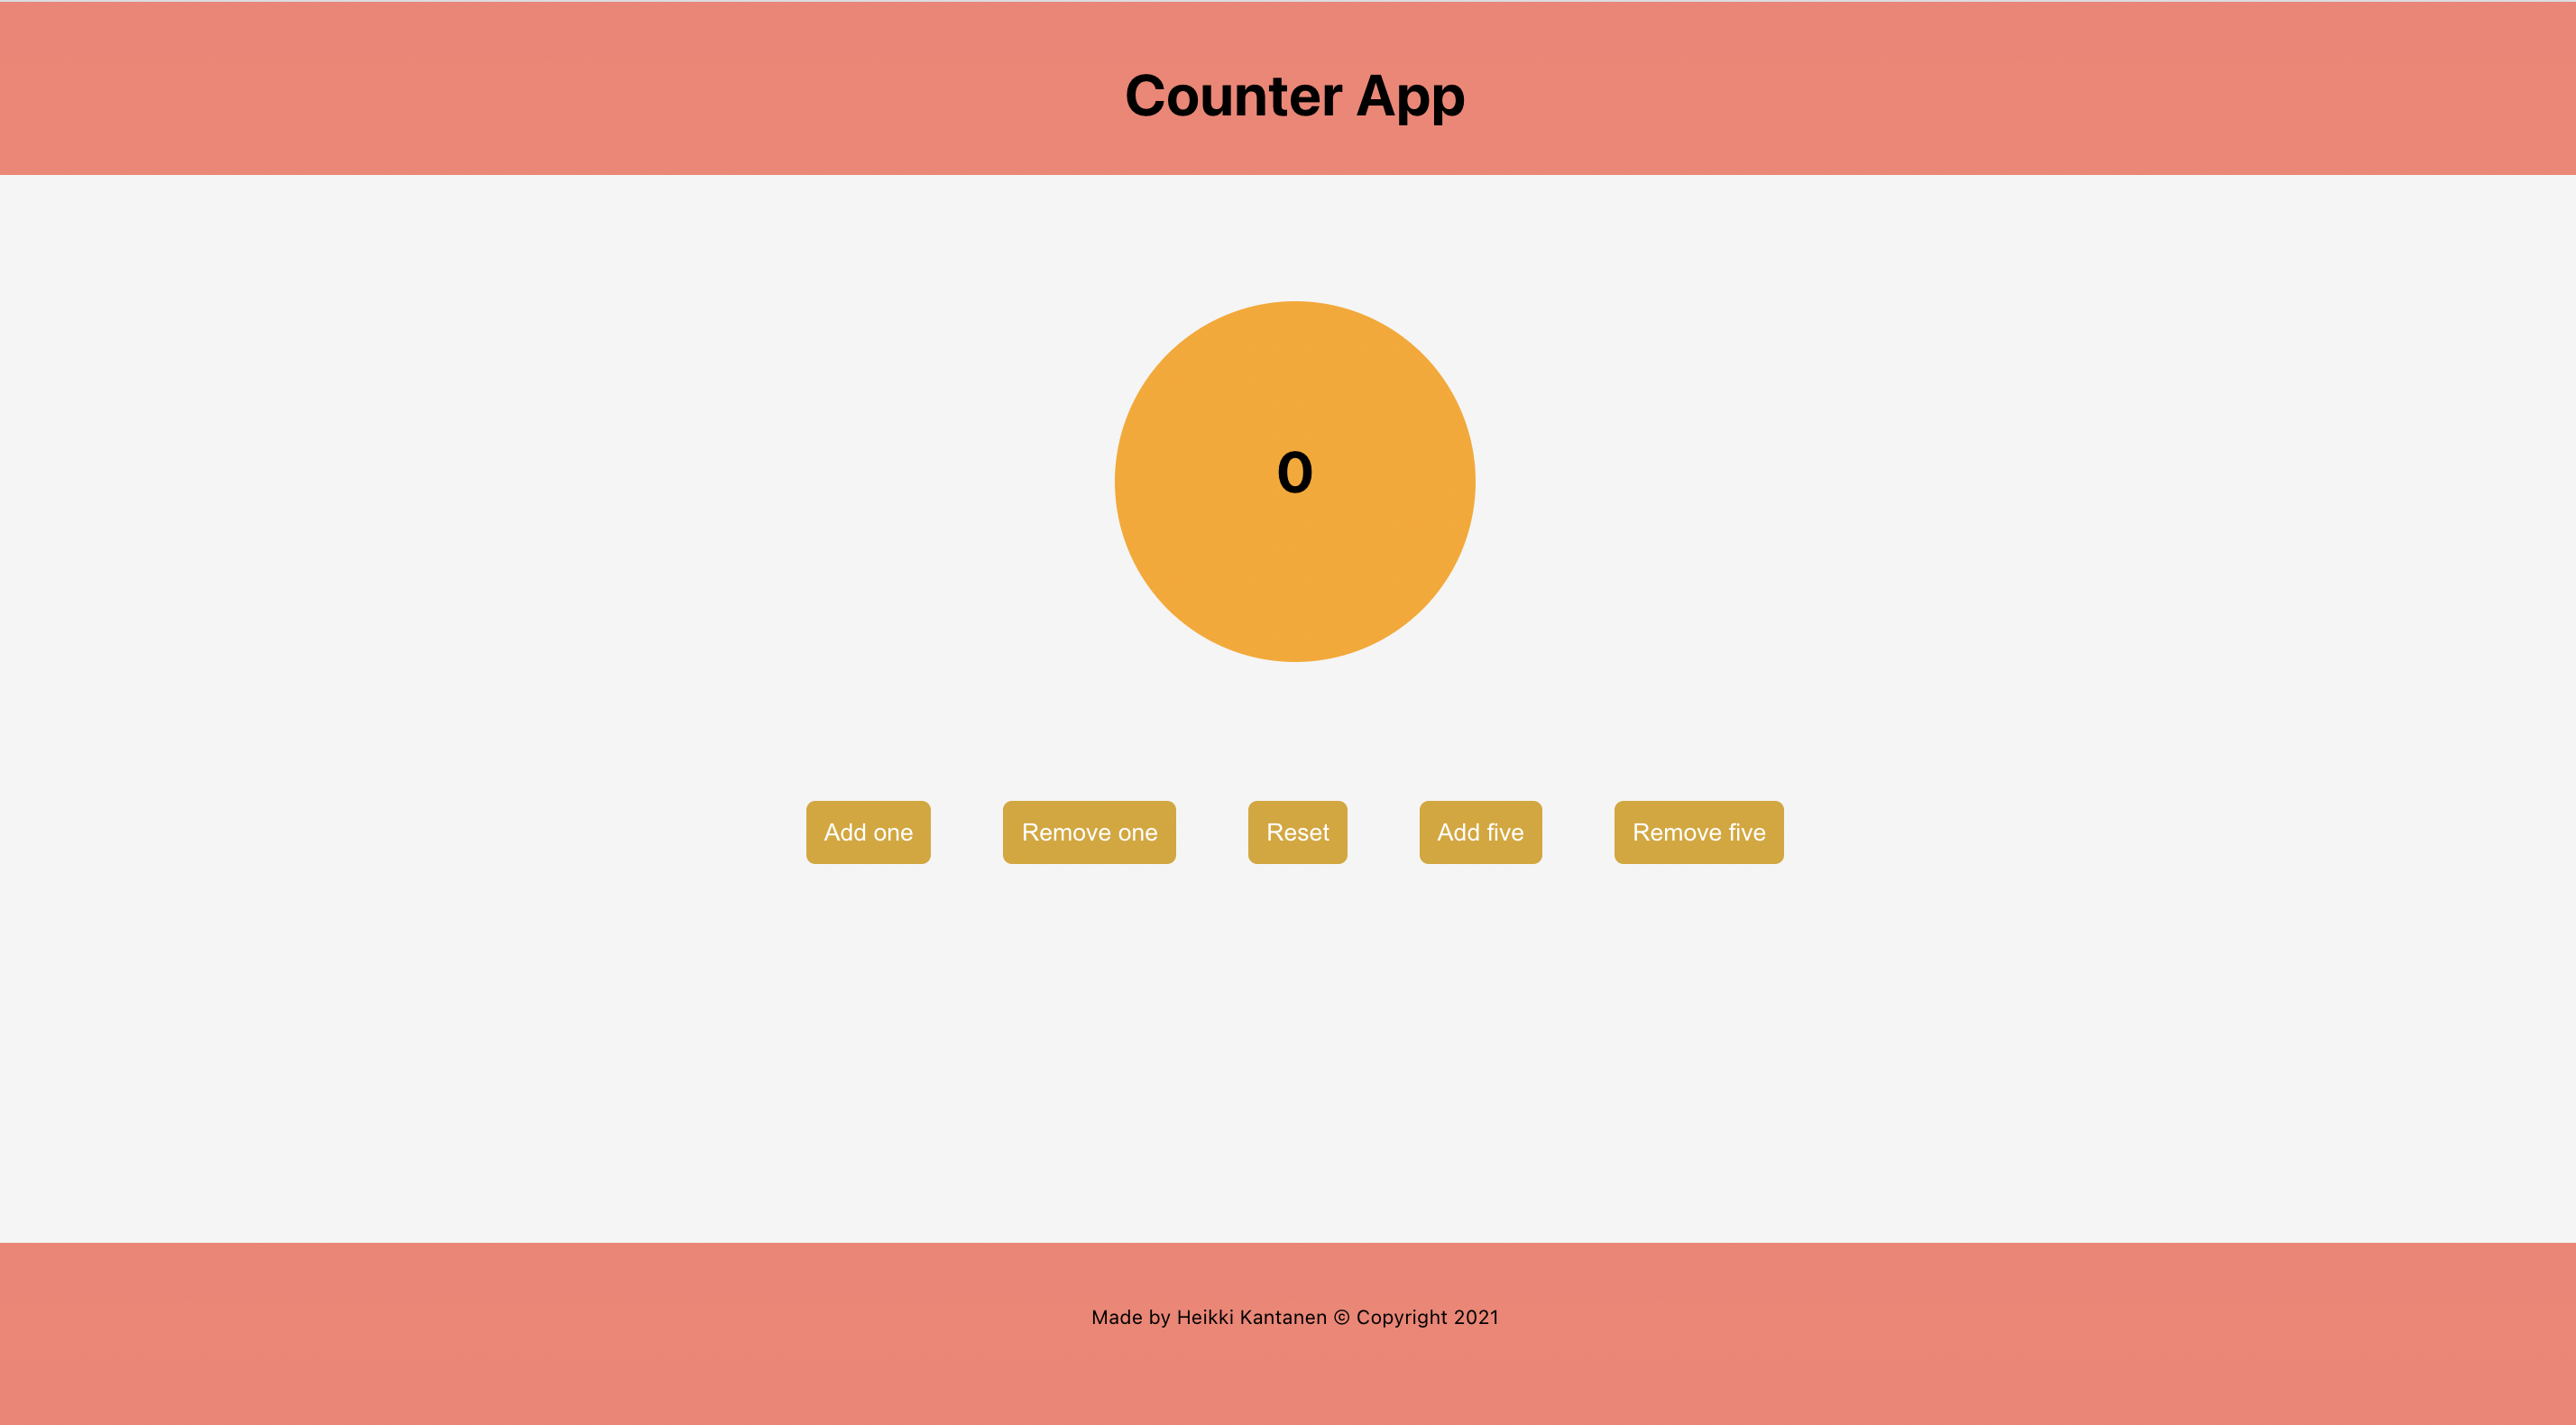 Counter App
0
Add one Remove one Reset Add five Remove five
Made by Heikki Kantanen © Copyright 2021